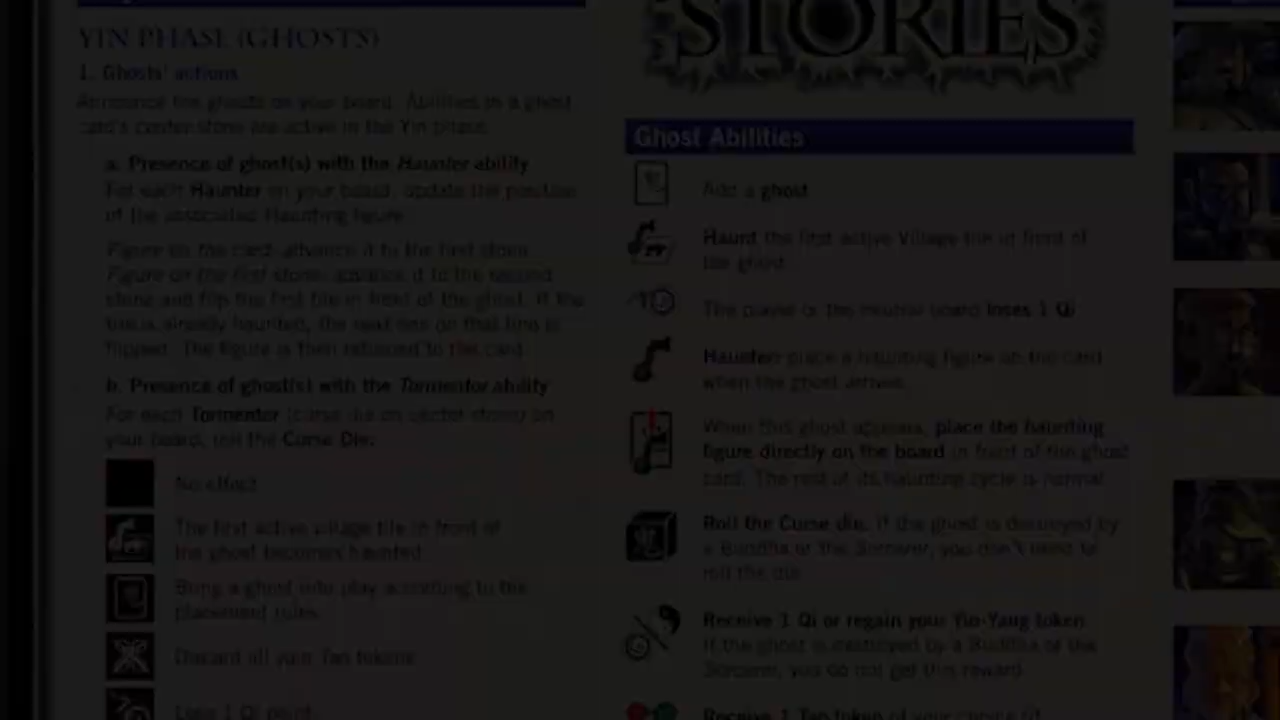 YIN PHASE (GHOSTS)
1. Ghosts' actions
Announce the ghosts on your board. Abilities in a ghost
card's center stone are active in the Yin phase.
a. Presence of ghost(s) with the Haunter ability
For each Haunter on your board, update the position
of the associated Haunting figure.
Figure on the card: advance it to the first stone.
Figure on the first stone: advance it to the second
stone and flip the first tile in front of the ghost. If the
tile is already haunted, the next one on that line is
flipped. The figure is then returned to the card.
b. Presence of ghost(s) with the Tormentor ability
For each Tormentor (curse die on center stone) on
your board, roll the Curse Die:
No effect
The first active village tile in front of
the ghost becomes haunted.
Bring a ghost into play according to the
placement rules
Discard all your Tao tokens
Lose 1 Qi point
STORIES
Ghost Abilities
Add a ghost
Haunt the first active Village tile in front of
the ghost
The player or the neutral board loses 1 Qi
Haunter: place a haunting figure on the card
when the ghost arrives.
When this ghost appears, place the haunting
figure directly on the board in front of the ghost
card. The rest of its haunting cycle is normal.
Roll the Curse die. If the ghost is destroyed by
a Buddha or the Sorcerer, you don't need to
roll the die.
Receive 1 Qi or regain your Yin-Yang token.
If the ghost is destroyed by a Buddha or the
Sorcerer, you do not get this reward.
Receive 1 Tao token of your choice (if